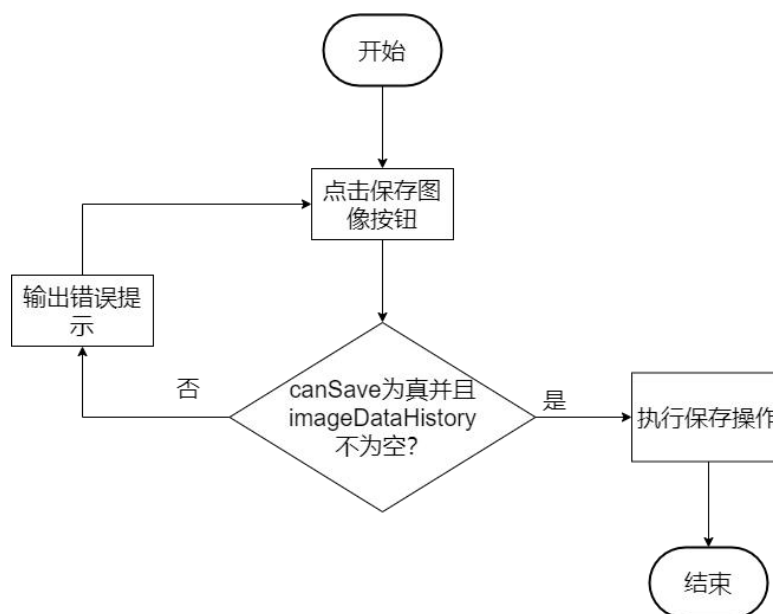 开始
点击保存图
像按钮
输出错误提
示
否
canSave为真并且
imageDataHistory
不为空?
是
执行保存操作
结束